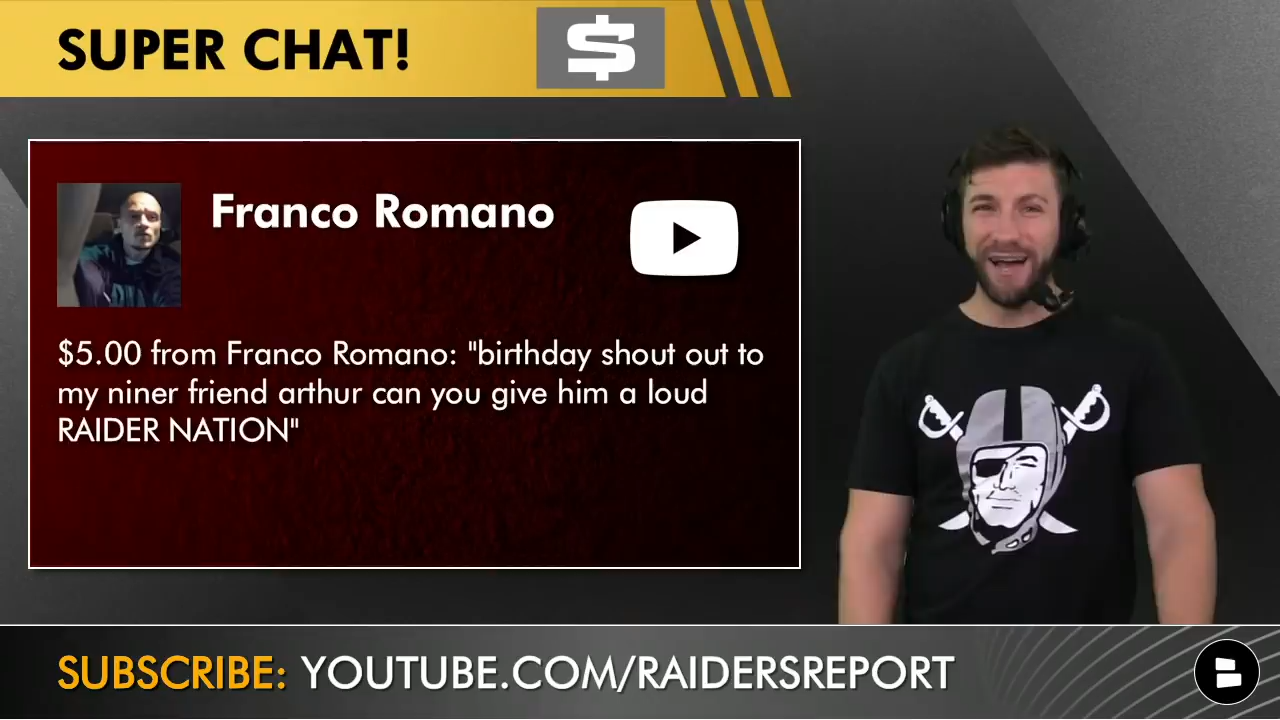 SUPER CHAT!
$
Franco Romano
$5.00 from Franco Romano: "birthday shout out to
my niner friend arthur can you give him a loud
RAIDER NATION"
SUBSCRIBE: YOUTUBE.COM/RAIDERSREPORT